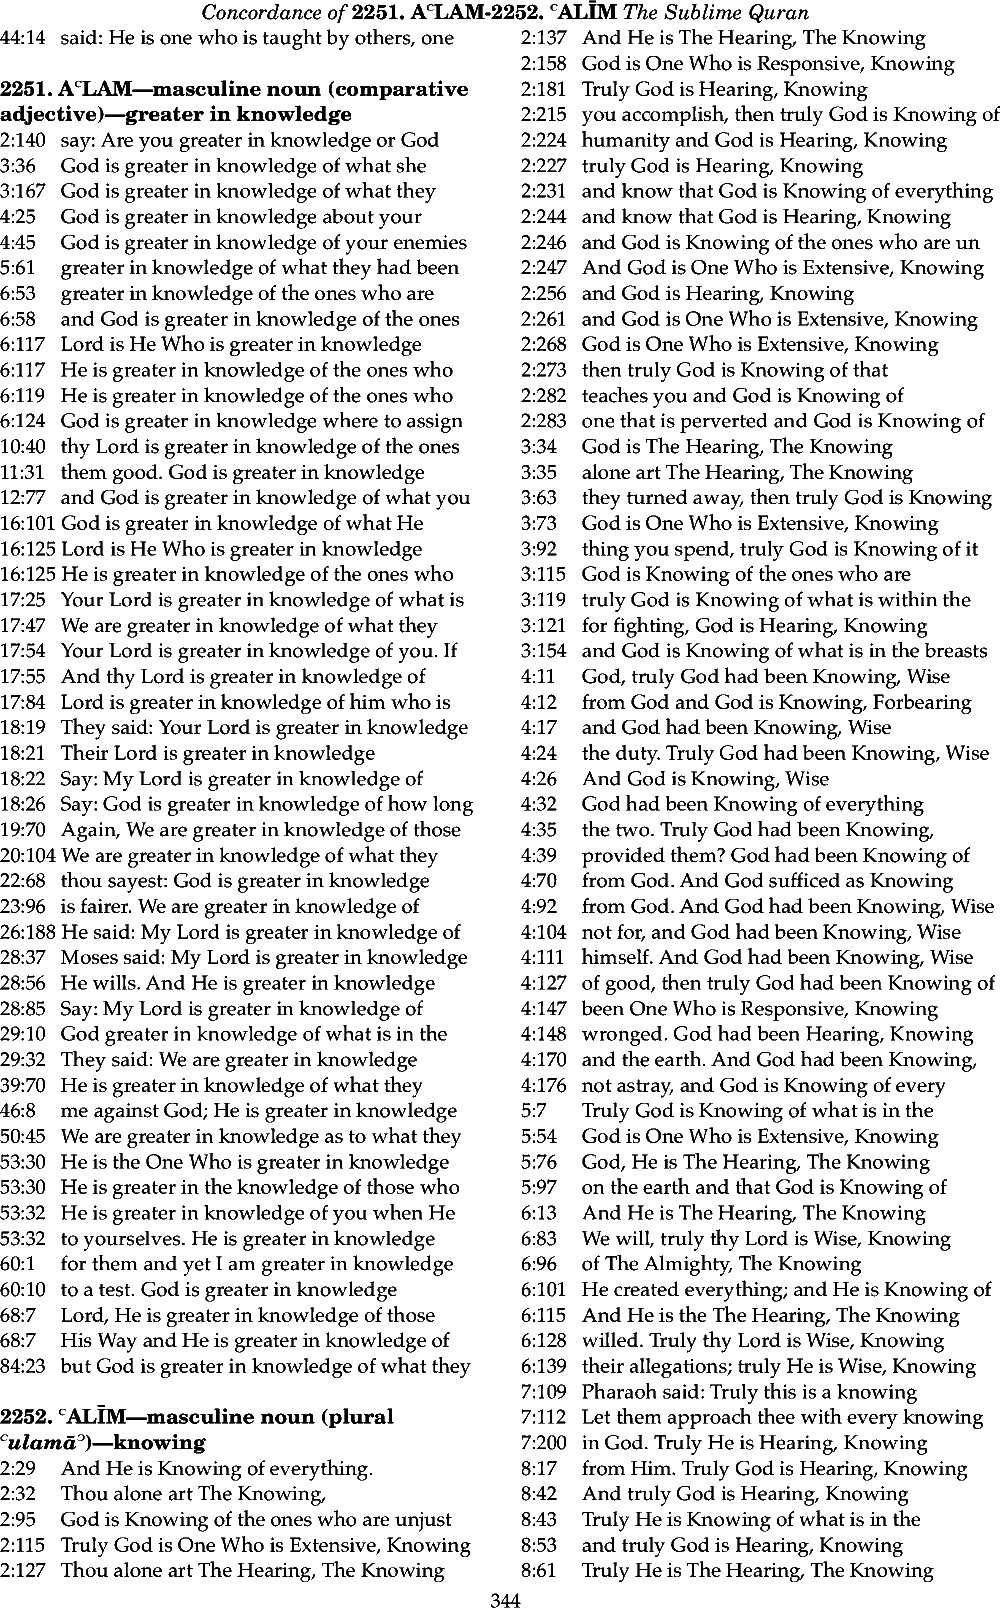 Concordance of 2251. AᶜLAM-2252. ᶜALĪM The Sublime Quran
44:14 said: He is one who is taught by others, one
2251. AᶜLAM—masculine noun (comparative
adjective)—greater in knowledge
2:140 say: Are you greater in knowledge or God
3:36 God is greater in knowledge of what she
3:167 God is greater in knowledge of what they
4:25 God is greater in knowledge about your
4:45 God is greater in knowledge of your enemies
5:61 greater in knowledge of what they had been
6:53 greater in knowledge of the ones who are
6:58 and God is greater in knowledge of the ones
6:117 Lord is He Who is greater in knowledge
6:117 He is greater in knowledge of the ones who
6:119 He is greater in knowledge of the ones who
6:124 God is greater in knowledge where to assign
10:40 thy Lord is greater in knowledge of the ones
11:31 them good. God is greater in knowledge
12:77 and God is greater in knowledge of what you
16:101 God is greater in knowledge of what He
16:125 Lord is He Who is greater in knowledge
16:125 He is greater in knowledge of the ones who
17:25 Your Lord is greater in knowledge of what is
17:47 We are greater in knowledge of what they
17:54 Your Lord is greater in knowledge of you. If
17:55 And thy Lord is greater in knowledge of
17:84 Lord is greater in knowledge of him who is
18:19 They said: Your Lord is greater in knowledge
18:21 Their Lord is greater in knowledge
18:22 Say: My Lord is greater in knowledge of
18:26 Say: God is greater in knowledge of how long
19:70 Again, We are greater in knowledge of those
20:104 We are greater in knowledge of what they
22:68 thou sayest: God is greater in knowledge
23:96 is fairer. We are greater in knowledge of
26:188 He said: My Lord is greater in knowledge of
28:37 Moses said: My Lord is greater in knowledge
28:56 He wills. And He is greater in knowledge
28:85 Say: My Lord is greater in knowledge of
29:10 God greater in knowledge of what is in the
29:32 They said: We are greater in knowledge
39:70 He is greater in knowledge of what they
46:8 me against God; He is greater in knowledge
50:45 We are greater in knowledge as to what they
53:30 He is the One Who is greater in knowledge
53:30 He is greater in the knowledge of those who
53:32 He is greater in knowledge of you when He
53:32 to yourselves. He is greater in knowledge
60:1 for them and yet I am greater in knowledge
60:10 to a test. God is greater in knowledge
68:7 Lord, He is greater in knowledge of those
68:7 His Way and He is greater in knowledge of
84:23 but God is greater in knowledge of what they
2252. ᶜALĪM—masculine noun (plural
ᶜulamāᵓ)—knowing
2:29 And He is Knowing of everything.
2:32 Thou alone art The Knowing,
2:95 God is Knowing of the ones who are unjust
2:115 Truly God is One Who is Extensive, Knowing
2:127 Thou alone art The Hearing, The Knowing
2:137 And He is The Hearing, The Knowing
2:158 God is One Who is Responsive, Knowing
2:181 Truly God is Hearing, Knowing
2:215 you accomplish, then truly God is Knowing of
2:224 humanity and God is Hearing, Knowing
2:227 truly God is Hearing, Knowing
2:231 and know that God is Knowing of everything
2:244 and know that God is Hearing, Knowing
2:246 and God is Knowing of the ones who are un
2:247 And God is One Who is Extensive, Knowing
2:256 and God is Hearing, Knowing
2:261 and God is One Who is Extensive, Knowing
2:268 God is One Who is Extensive, Knowing
2:273 then truly God is Knowing of that
2:282 teaches you and God is Knowing of
2:283 one that is perverted and God is Knowing of
3:34 God is The Hearing, The Knowing
3:35 alone art The Hearing, The Knowing
3:63 they turned away, then truly God is Knowing
3:73 God is One Who is Extensive, Knowing
3:92 thing you spend, truly God is Knowing of it
3:115 God is Knowing of the ones who are
3:119 truly God is Knowing of what is within the
3:121 for fighting, God is Hearing, Knowing
3:154 and God is Knowing of what is in the breasts
4:11 God, truly God had been Knowing, Wise
4:12 from God and God is Knowing, Forbearing
4:17 and God had been Knowing, Wise
4:24 the duty. Truly God had been Knowing, Wise
4:26 And God is Knowing, Wise
4:32 God had been Knowing of everything
4:35 the two. Truly God had been Knowing,
4:39 provided them? God had been Knowing of
4:70 from God. And God sufficed as Knowing
4:92 from God. And God had been Knowing, Wise
4:104 not for, and God had been Knowing, Wise
4:111 himself. And God had been Knowing, Wise
4:127 of good, then truly God had been Knowing of
4:147 been One Who is Responsive, Knowing
4:148 wronged. God had been Hearing, Knowing
4:170 and the earth. And God had been Knowing,
4:176 not astray, and God is Knowing of every
5:7 Truly God is Knowing of what is in the
5:54 God is One Who is Extensive, Knowing
5:76 God, He is The Hearing, The Knowing
5:97 on the earth and that God is Knowing of
6:13 And He is The Hearing, The Knowing
6:83 We will, truly thy Lord is Wise, Knowing
6:96 of The Almighty, The Knowing
6:101 He created everything; and He is Knowing of
6:115 And He is the The Hearing, The Knowing
6:128 willed. Truly thy Lord is Wise, Knowing
6:139 their allegations; truly He is Wise, Knowing
7:109 Pharaoh said: Truly this is a knowing
7:112 Let them approach thee with every knowing
7:200 in God. Truly He is Hearing, Knowing
8:17 from Him. Truly God is Hearing, Knowing
8:42 And truly God is Hearing, Knowing
8:43 Truly He is Knowing of what is in the
8:53 and truly God is Hearing, Knowing
8:61 Truly He is The Hearing, The Knowing
344